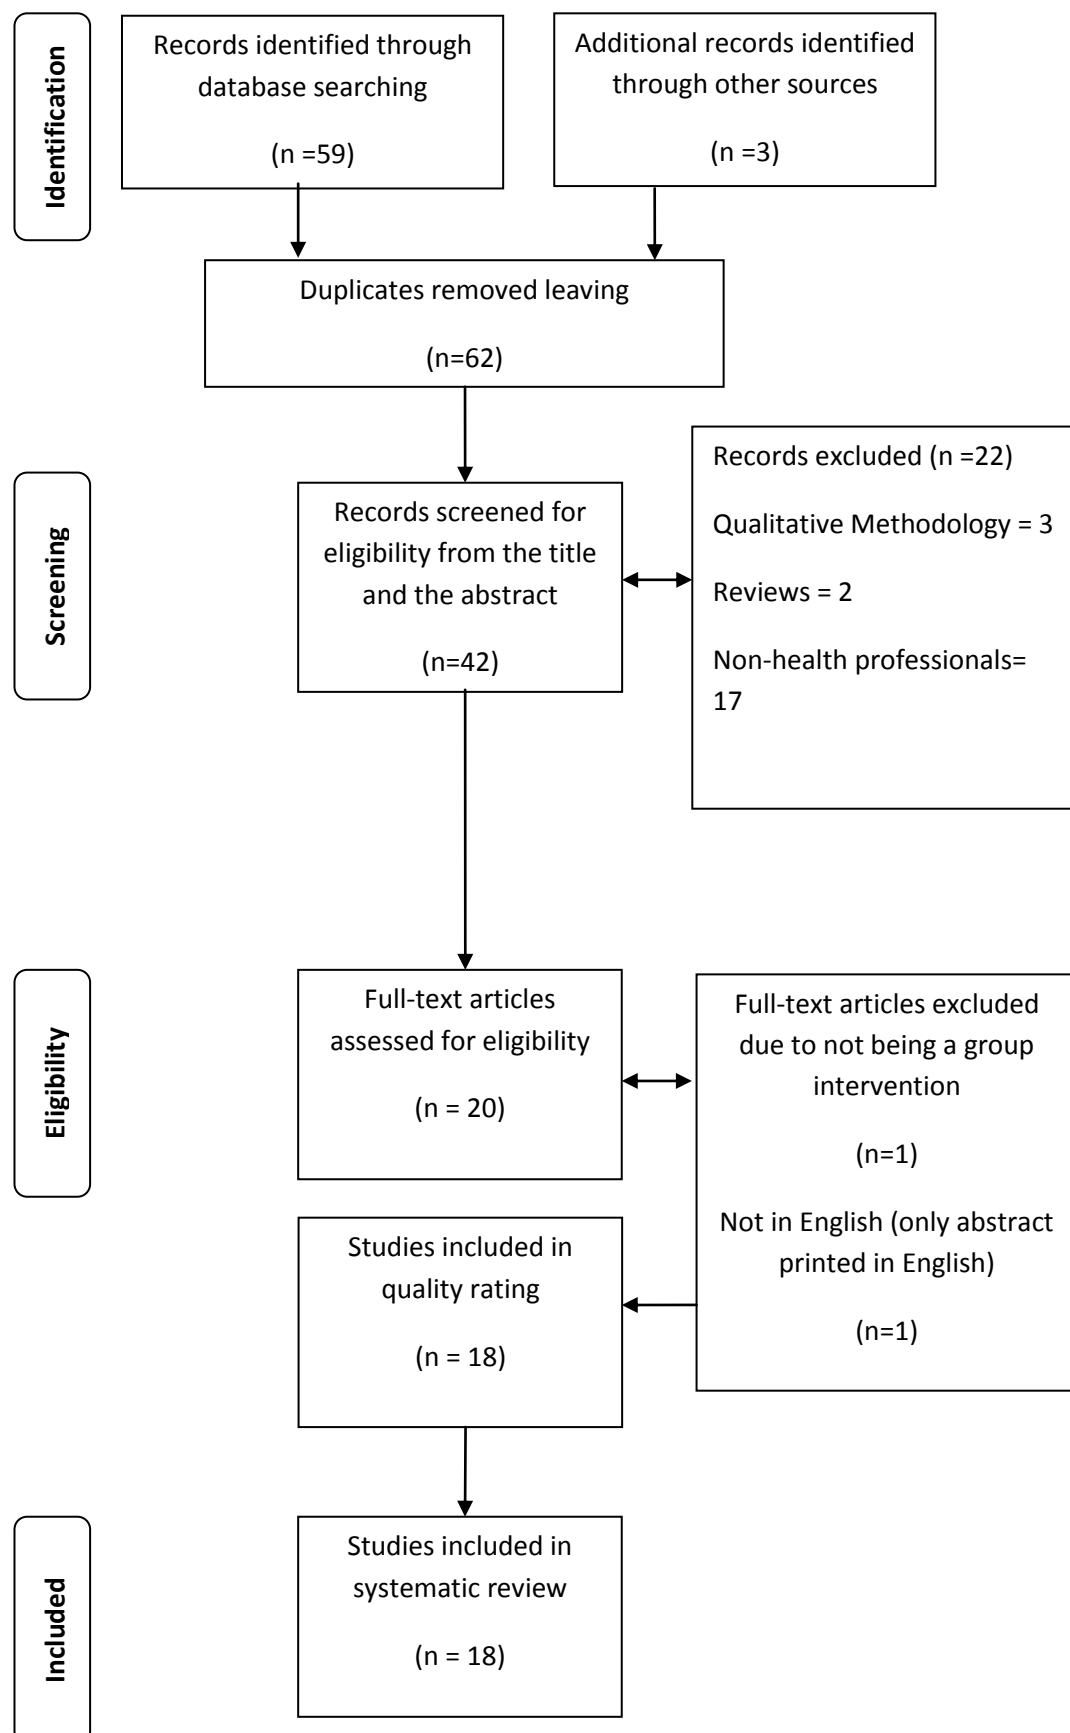 Identification
Records identified through
database searching
(n =59)
Additional records identified
through other sources
(n =3)
Duplicates removed leaving
(n=62)
Screening
Records screened for
eligibility from the title
and the abstract
(n=42)
Records excluded (n =22)
Qualitative Methodology = 3
Reviews = 2
Non-health professionals=
17
Eligibility
Full-text articles
assessed for eligibility
(n = 20)
Full-text articles excluded
due to not being a group
intervention
(n=1)
Not in English (only abstract
printed in English)
(n=1)
Studies included in
quality rating
(n = 18)
Included
Studies included in
systematic review
(n = 18)